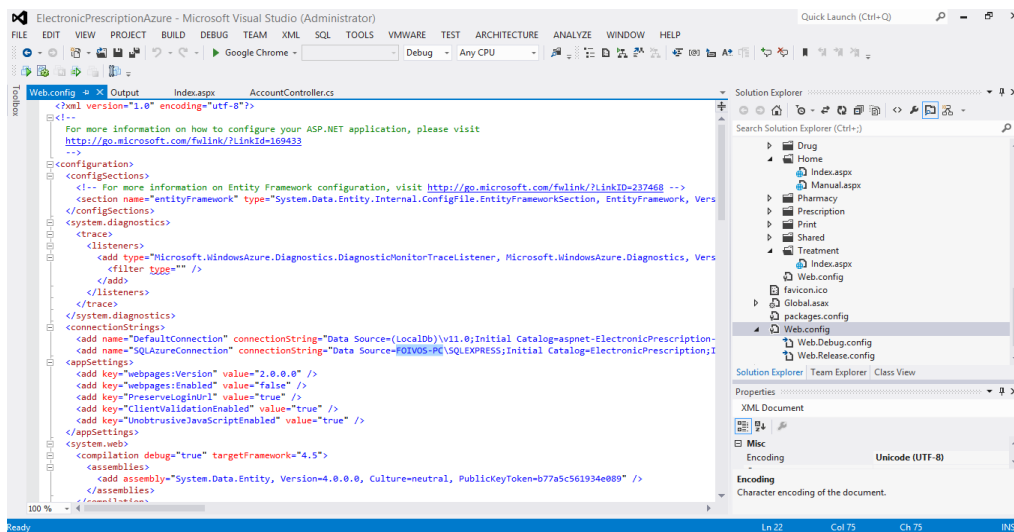 ElectronicPrescriptionAzure - Microsoft Visual Studio (Administrator)
Quick Launch (Ctrl+Q)
FILE EDIT VIEW PROJECT BUILD DEBUG TEAM XML SQL TOOLS VMWARE TEST ARCHITECTURE ANALYZE WINDOW HELP
Google Chrome
Debug
Any CPU
Toolbox
Web.config
Output
Index.aspx
AccountController.cs
<?xml version="1.0" encoding="utf-8"?>
<!--
For more information on how to configure your ASP.NET application, please visit
http://go.microsoft.com/fwlink/?LinkId=169433
-->
<configuration>
<configSections>
<!-- For more information on Entity Framework configuration, visit http://go.microsoft.com/fwlink/?LinkID=237468 -->
<section name="entityFramework" type="System.Data.Entity.Internal.ConfigFile.EntityFrameworkSection, EntityFramework, Vers
</configSections>
<system.diagnostics>
<trace>
<listeners>
<add type="Microsoft.WindowsAzure.Diagnostics.DiagnosticMonitorTraceListener, Microsoft.WindowsAzure.Diagnostics, Vers
<filter type="" />
</add>
</listeners>
</trace>
</system.diagnostics>
<connectionStrings>
<add name="DefaultConnection" connectionString="Data Source=(LocalDb)\v11.0;Initial Catalog=aspnet-ElectronicPrescription-
<add name="SQLAzureConnection" connectionString="Data Source=FOIVOS-PC\SQLEXPRESS;Initial Catalog=ElectronicPrescription;I
<appSettings>
<add key="webpages:Version" value="2.0.0.0" />
<add key="webpages:Enabled" value="false" />
<add key="PreserveLoginUrl" value="true" />
<add key="ClientValidationEnabled" value="true" />
<add key="UnobtrusiveJavaScriptEnabled" value="true" />
</appSettings>
<system.web>
<compilation debug="true" targetFramework="4.5">
<assemblies>
<add assembly="System.Data.Entity, Version=4.0.0.0, Culture=neutral, PublicKeyToken=b77a5c561934e089" />
</assemblies>
</compilation>
100 %
Solution Explorer
Search Solution Explorer (Ctrl+;)
Drug
Home
Index.aspx
Manual.aspx
Pharmacy
Prescription
Print
Shared
Treatment
Index.aspx
Web.config
favicon.ico
Global.asax
packages.config
Web.config
Web.Debug.config
Web.Release.config
Solution Explorer Team Explorer Class View
Properties
XML Document
Misc
Encoding Unicode (UTF-8)
Encoding
Character encoding of the document.
Ready
Ln 22 Col 75 Ch 75 INS